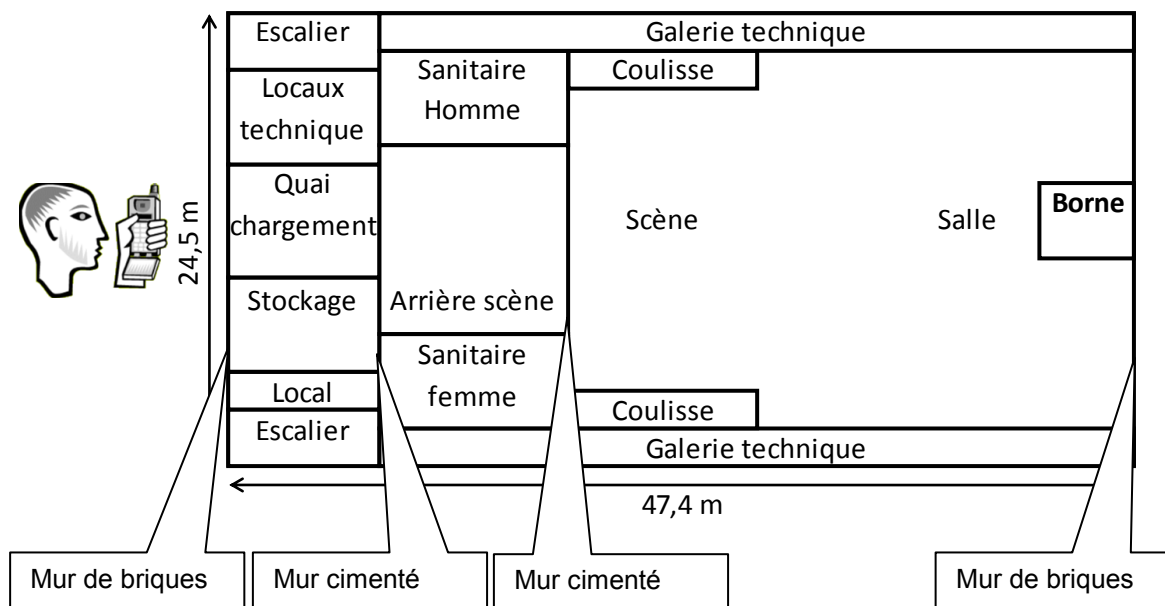 Escalier
Galerie technique
Sanitaire
Homme
Coulisse
Locaux
technique
Quai
chargement
24,5 m
Scène
Salle
Borne
Stockage
Arrière scène
Sanitaire
femme
Local
Coulisse
Escalier
Galerie technique
47,4 m
Mur de briques
Mur cimenté
Mur cimenté
Mur de briques